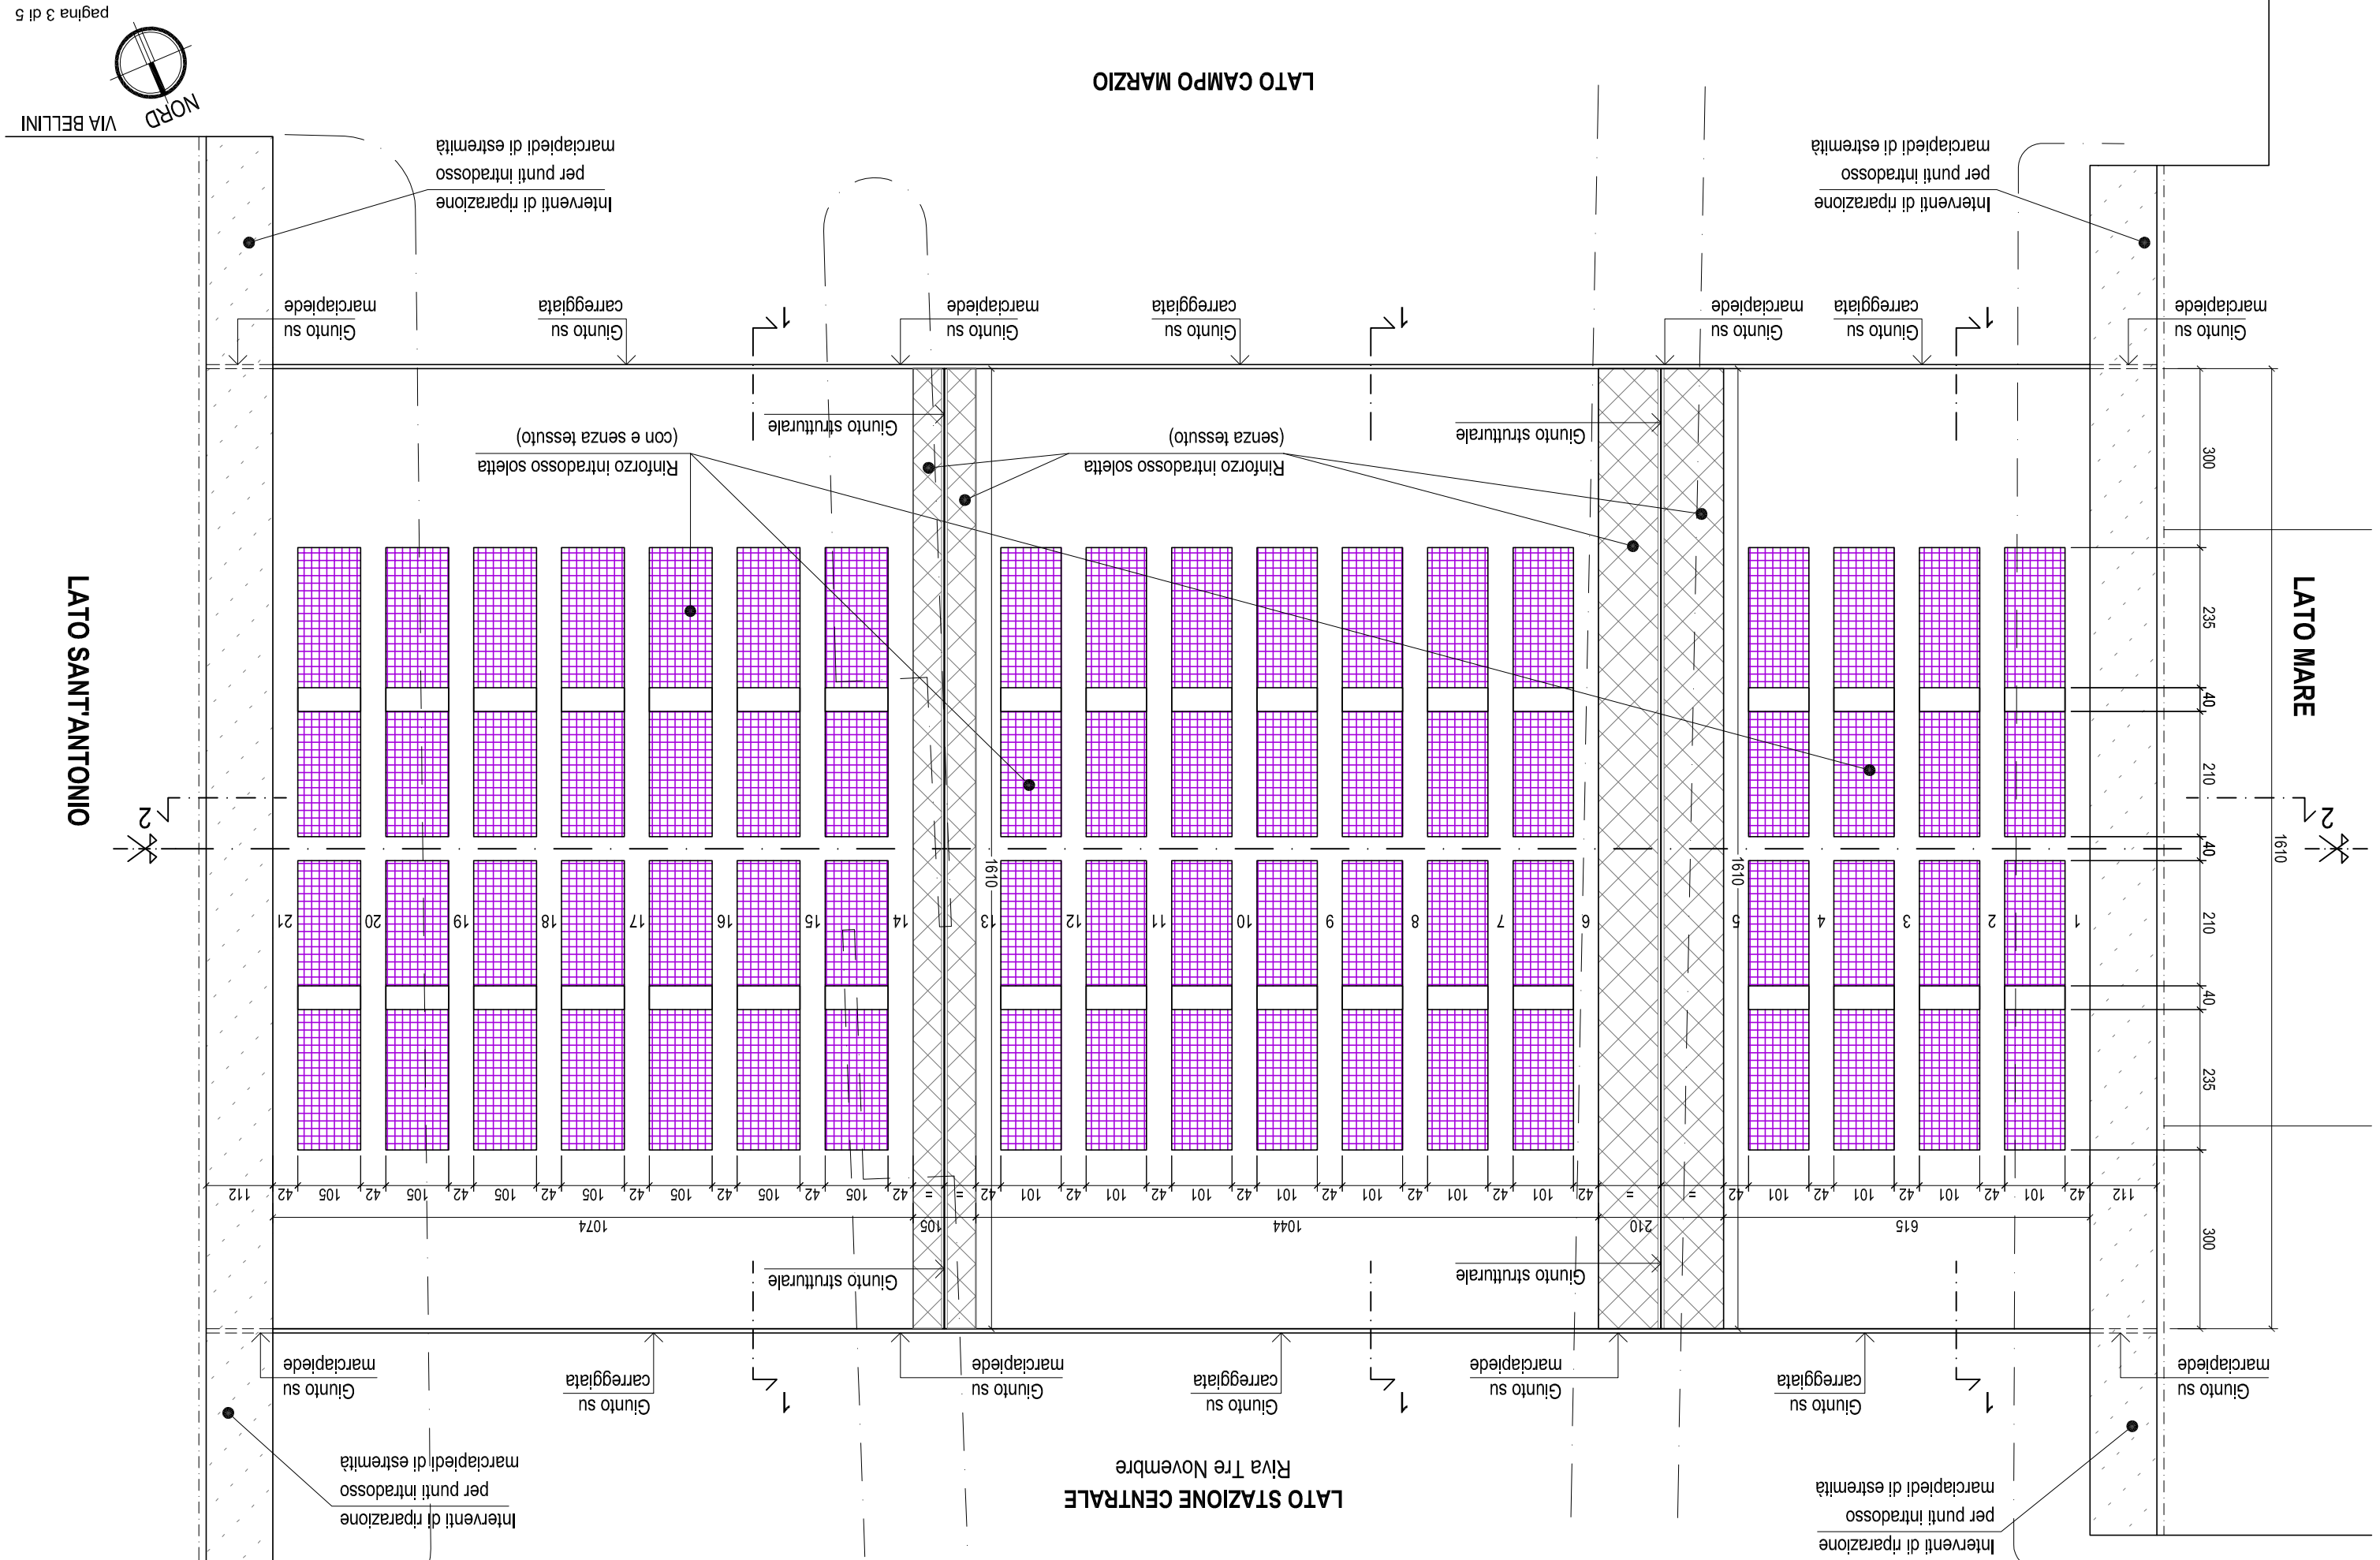 Interventi di riparazione
per punti intradosso
marciapiedi di estremità
LATO STAZIONE CENTRALE
Riva Tre Novembre
Interventi di riparazione
per punti intradosso
marciapiedi di estremità
Giunto su
marciapiede
1
Giunto su
carreggiata
Giunto su
marciapiede
1
Giunto su
carreggiata
Giunto su
marciapiede
1
Giunto su
carreggiata
Giunto su
marciapiede
Giunto strutturale
Giunto strutturale
300
615
210
1044
105
1074
112 42 101 42 101 42 101 42 101 42 = = 42 101 42 101 42 101 42 101 42 101 42 101 42 101 42 = = 42 105 42 105 42 105 42 105 42 105 42 105 42 105 42 112
235
40
210
1 2 3 4 5 6 7 8 9 10 11 12 13 14 15 16 17 18 19 20 21
1610
1610
1610
40
2
2
210
40
235
LATO MARE
LATO SANT'ANTONIO
300
Rinforzo intradosso soletta
(senza tessuto)
Rinforzo intradosso soletta
(con e senza tessuto)
Giunto strutturale
Giunto strutturale
Giunto su
marciapiede
1
Giunto su
carreggiata
Giunto su
marciapiede
1
Giunto su
carreggiata
Giunto su
marciapiede
1
Giunto su
carreggiata
Giunto su
marciapiede
Interventi di riparazione
per punti intradosso
marciapiedi di estremità
Interventi di riparazione
per punti intradosso
marciapiedi di estremità
LATO CAMPO MARZIO
VIA BELLINI
NORD
pagina 3 di 5